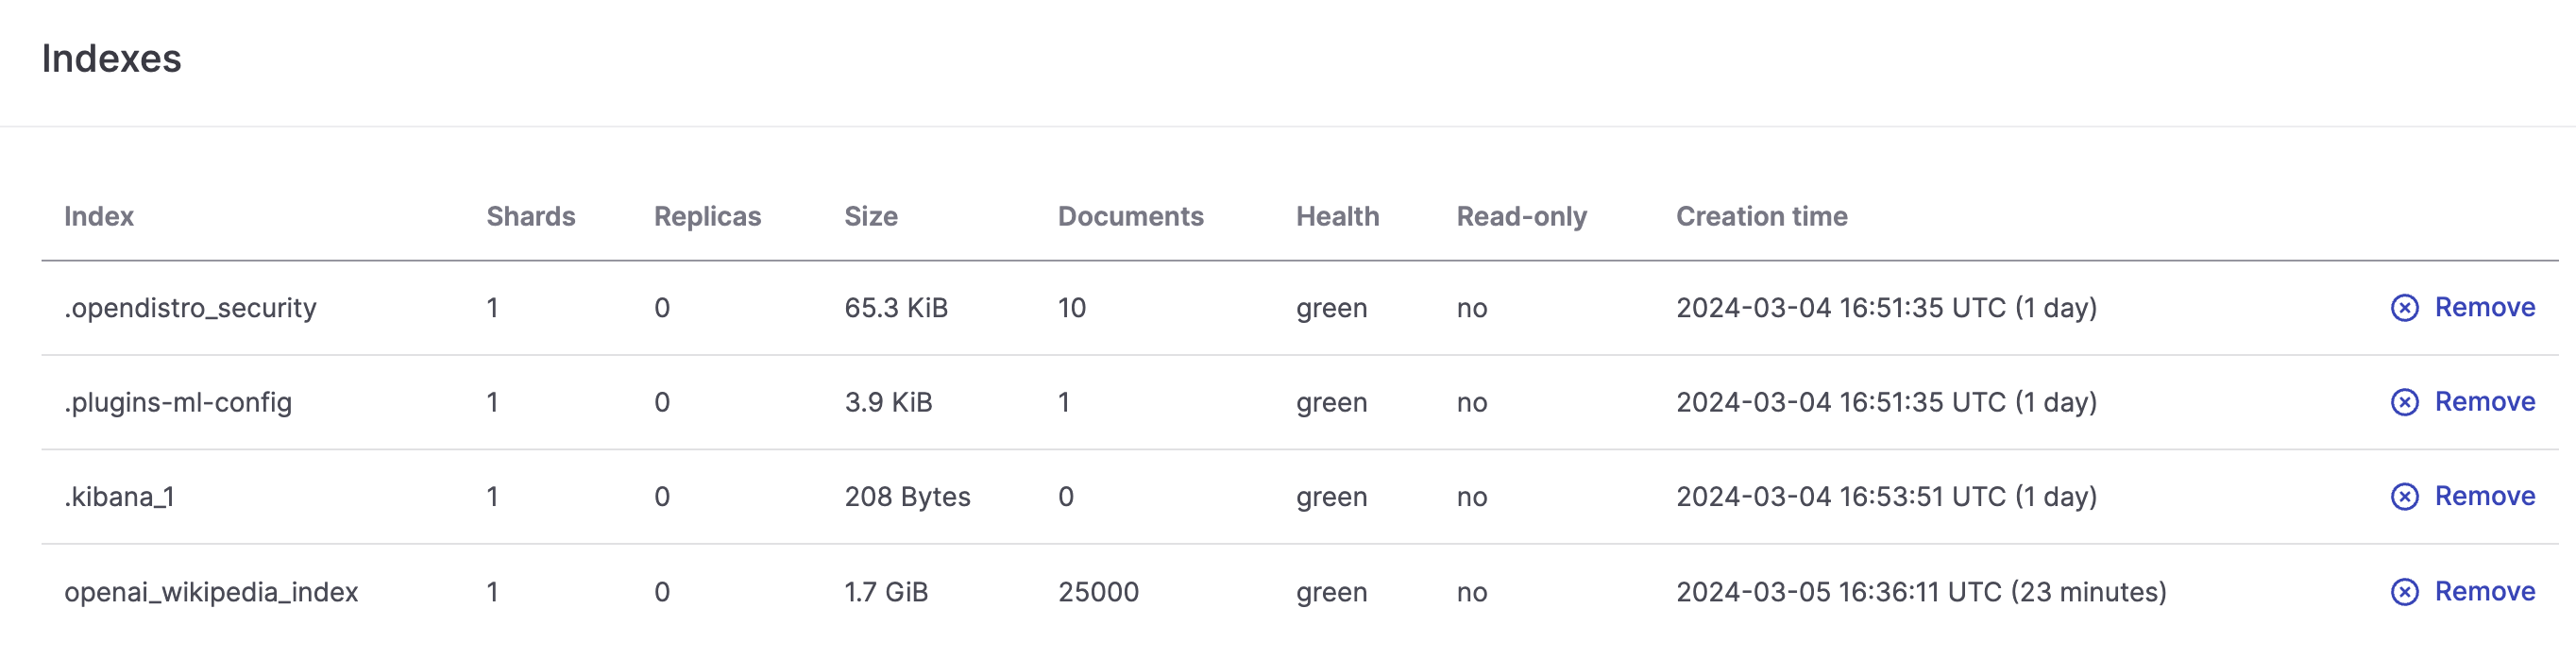 Indexes
Index Shards Replicas Size Documents Health Read-only Creation time
.opendistro_security 1 0 65.3 KiB 10 green no 2024-03-04 16:51:35 UTC (1 day) Remove
.plugins-ml-config 1 0 3.9 KiB 1 green no 2024-03-04 16:51:35 UTC (1 day) Remove
.kibana_1 1 0 208 Bytes 0 green no 2024-03-04 16:53:51 UTC (1 day) Remove
openai_wikipedia_index 1 0 1.7 GiB 25000 green no 2024-03-05 16:36:11 UTC (23 minutes) Remove